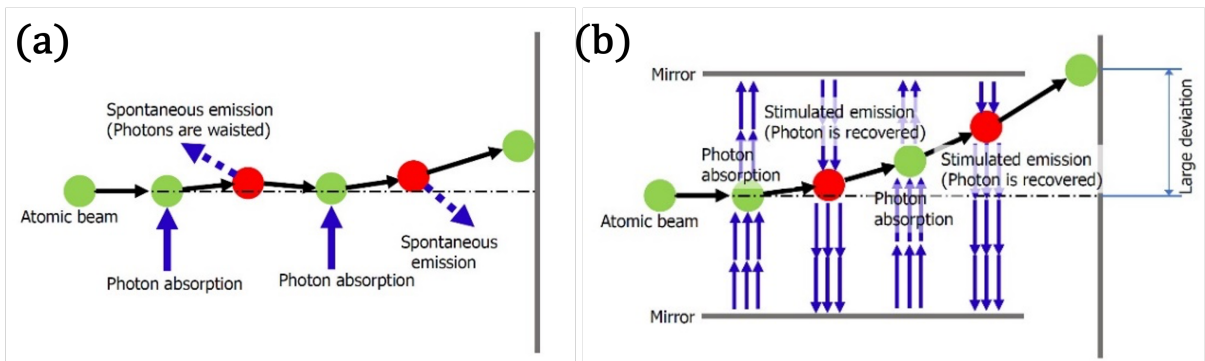 (a)
Spontaneous emission
(Photons are waisted)
Atomic beam
Photon absorption
Photon absorption
Spontaneous
emission
(b)
Mirror
Stimulated emission
(Photon is recovered)
Photon
absorption
Stimulated emission
(Photon is recovered)
Photon
absorption
Atomic beam
Mirror
Large deviation